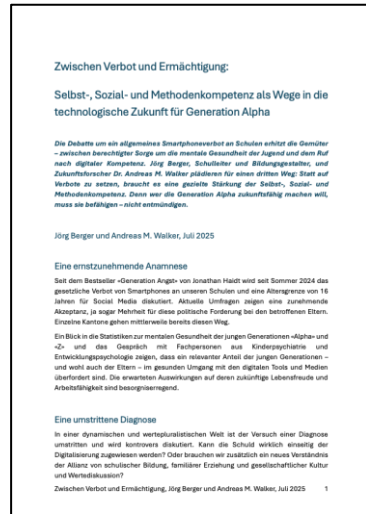 Zwischen Verbot und Ermächtigung:
Selbst-, Sozial- und Methodenkompetenz als Wege in die
technologische Zukunft für Generation Alpha
Die Debatte um ein allgemeines Smartphoneverbot an Schulen erhitzt die Gemüter
– zwischen berechtigter Sorge um die mentale Gesundheit der Jugend und dem Ruf
nach digitaler Kompetenz. Jörg Berger, Schulleiter und Bildungsgestalter, und
Zukunftsforscher Dr. Andreas M. Walker plädieren für einen dritten Weg: Statt auf
Verbote zu setzen, braucht es eine gezielte Stärkung der Selbst-, Sozial- und
Methodenkompetenz. Denn wer die Generation Alpha zukunftsfähig machen will,
muss sie befähigen – nicht entmündigen.
Jörg Berger und Andreas M. Walker, Juli 2025
Eine ernstzunehmende Anamnese
Seit dem Bestseller «Generation Angst» von Jonathan Haidt wird seit Sommer 2024 das
gesetzliche Verbot von Smartphones an unseren Schulen und eine Altersgrenze von 16
Jahren für Social Media diskutiert. Aktuelle Umfragen zeigen eine zunehmende
Akzeptanz, ja sogar Mehrheit für diese politische Forderung bei den betroffenen Eltern.
Einzelne Kantone gehen mittlerweile bereits diesen Weg.
Ein Blick in die Statistiken zur mentalen Gesundheit der jungen Generationen «Alpha» und
«Z» und das Gespräch mit Fachpersonen aus Kinderpsychiatrie und
Entwicklungspsychologie zeigen, dass ein relevanter Anteil der jungen Generationen –
und wohl auch der Eltern – im gesunden Umgang mit den digitalen Tools und Medien
überfordert sind. Die erwarteten Auswirkungen auf deren zukünftige Lebensfreude und
Arbeitsfähigkeit sind besorgniserregend.
Eine umstrittene Diagnose
In einer dynamischen und wertepluralistischen Welt ist der Versuch einer Diagnose
umstritten und wird kontrovers diskutiert. Kann die Schuld wirklich einseitig der
Digitalisierung zugewiesen werden? Oder brauchen wir zusätzlich ein neues Verständnis
der Allianz von schulischer Bildung, familiärer Erziehung und gesellschaftlicher Kultur
und Wertediskussion?
Zwischen Verbot und Ermächtigung, Jörg Berger und Andreas M. Walker, Juli 2025 1